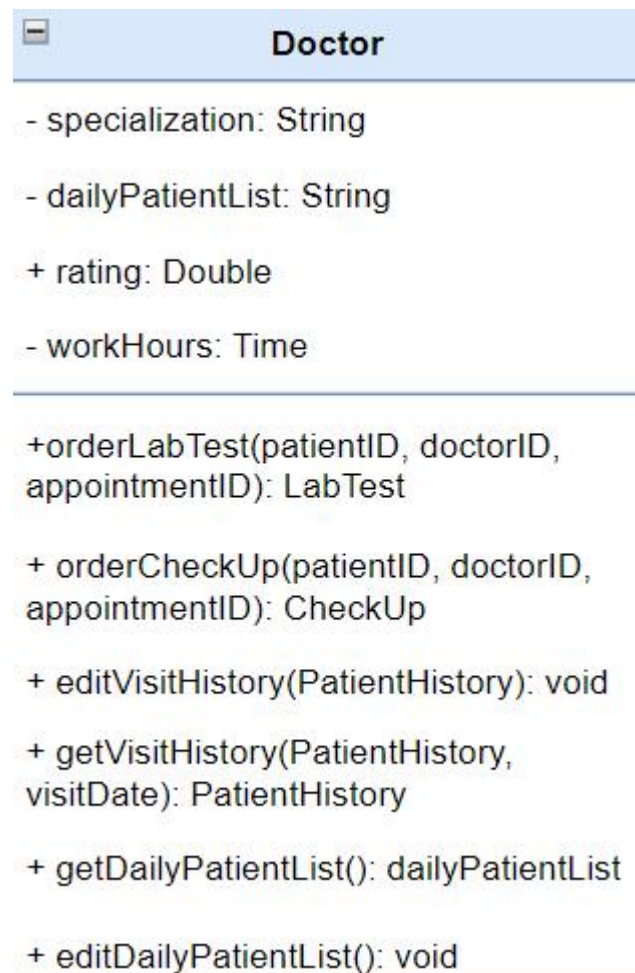 Doctor
- specialization: String
- dailyPatientList: String
+ rating: Double
- workHours: Time
+orderLabTest(patientID, doctorID,
appointmentID): LabTest
+ orderCheckUp(patientID, doctorID,
appointmentID): CheckUp
+ editVisitHistory(PatientHistory): void
+ getVisitHistory(PatientHistory,
visitDate): PatientHistory
+ getDailyPatientList(): dailyPatientList
+ editDailyPatientList(): void